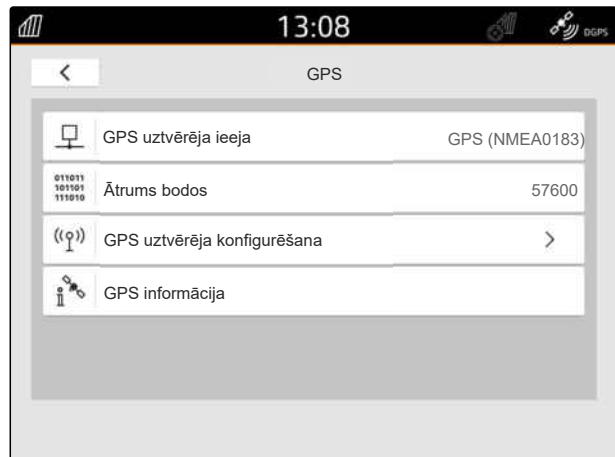 13:08
DGPS
GPS
GPS uztvērēja ieeja GPS (NMEA0183)
011011
101101
111010
Ātrums bodos 57600
GPS uztvērēja konfigurēšana
GPS informācija